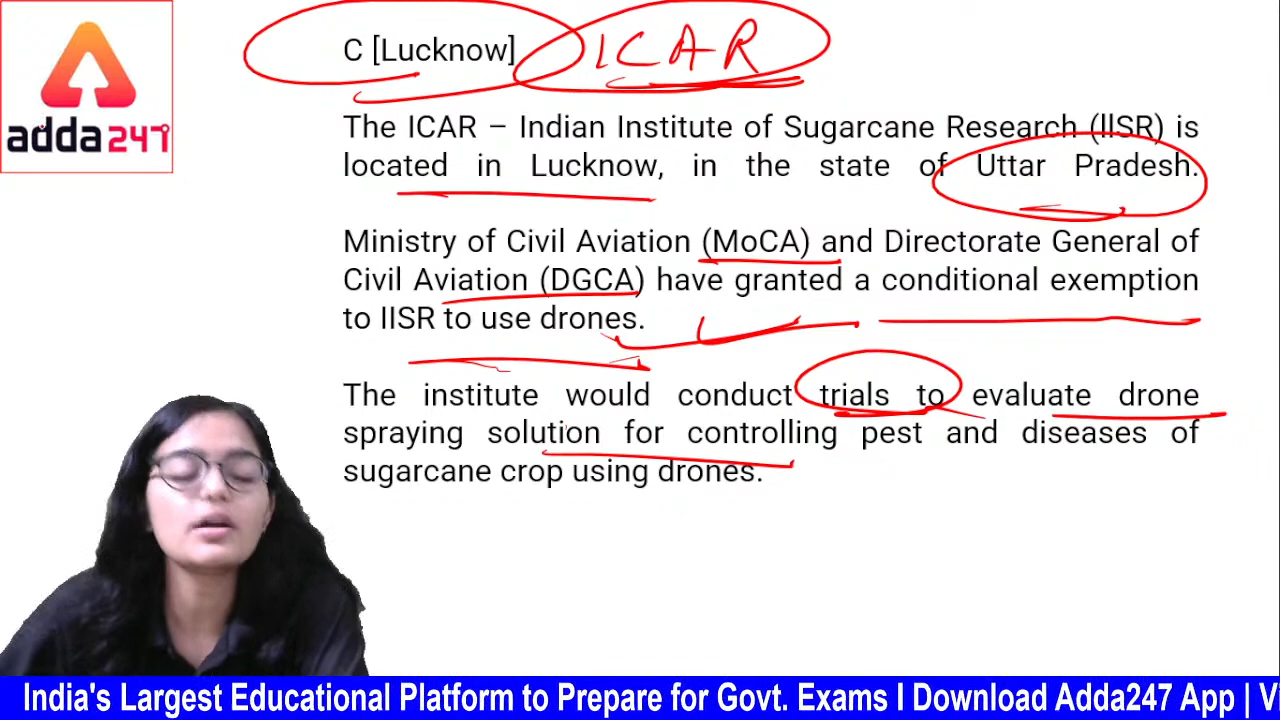 adda247
C [Lucknow]
ICAR
The ICAR – Indian Institute of Sugarcane Research (IISR) is
located in Lucknow, in the state of Uttar Pradesh.
Ministry of Civil Aviation (MoCA) and Directorate General of
Civil Aviation (DGCA) have granted a conditional exemption
to IISR to use drones.
The institute would conduct trials to evaluate drone
spraying solution for controlling pest and diseases of
sugarcane crop using drones.
India's Largest Educational Platform to Prepare for Govt. Exams I Download Adda247 App | V